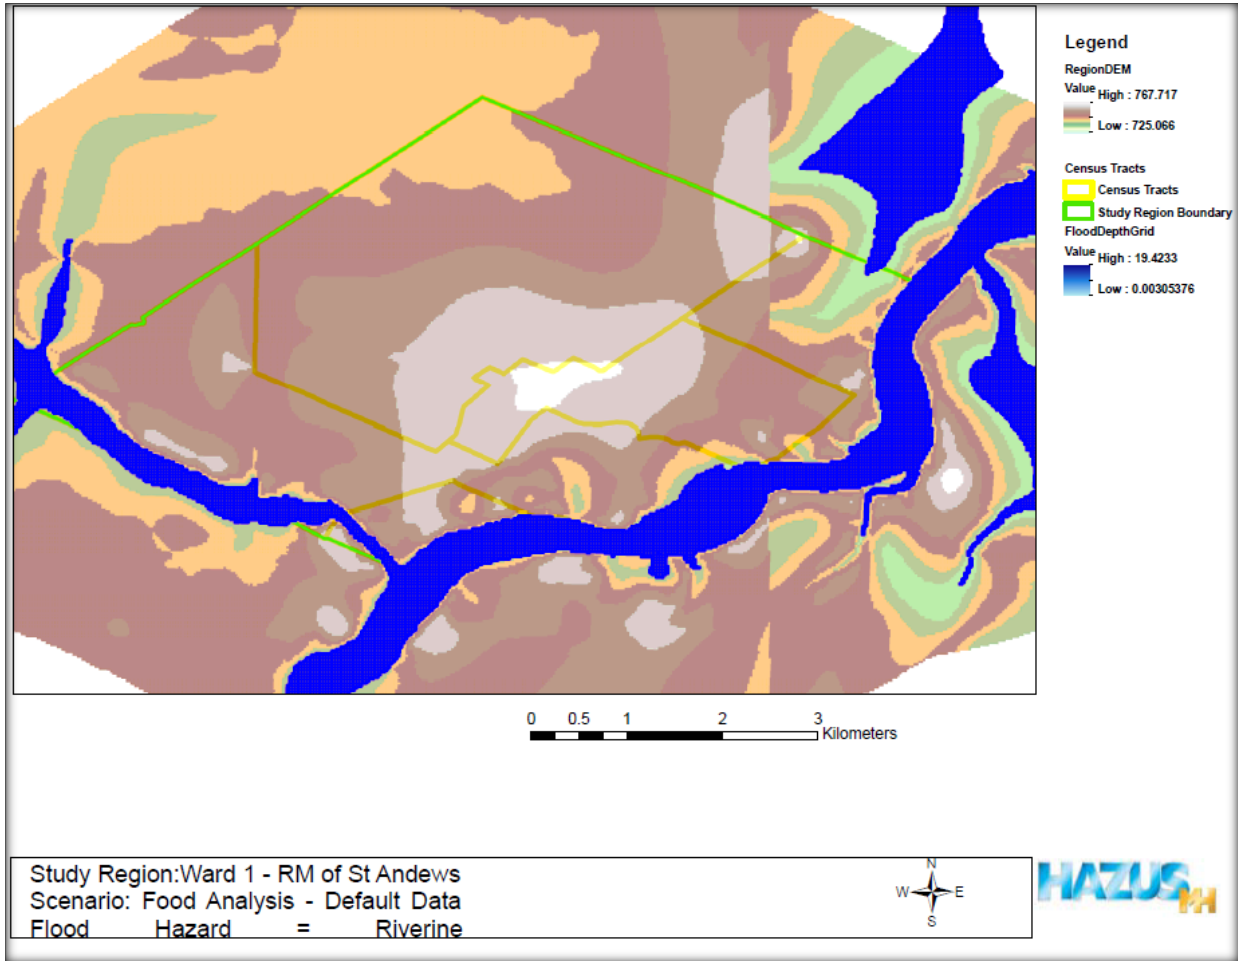 Legend
RegionDEM
Value
High : 767.717
Low : 725.066
Census Tracts
Census Tracts
Study Region Boundary
FloodDepthGrid
Value
High : 19.4233
Low : 0.00305376
0 0.5 1 2 3
Kilometers
Study Region:Ward 1 - RM of St Andews
Scenario: Food Analysis - Default Data
Flood Hazard = Riverine
N
W E
S
HAZUS
MH